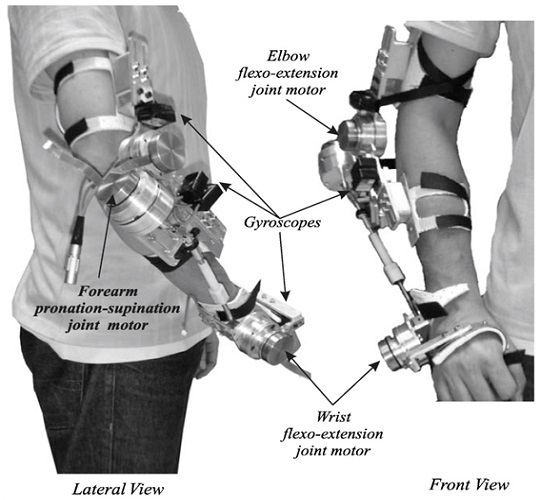 Elbow
flexo-extension
joint motor
Gyroscopes
Forearm
pronation-supination
joint motor
Wrist
flexo-extension
joint motor
Lateral View
Front View